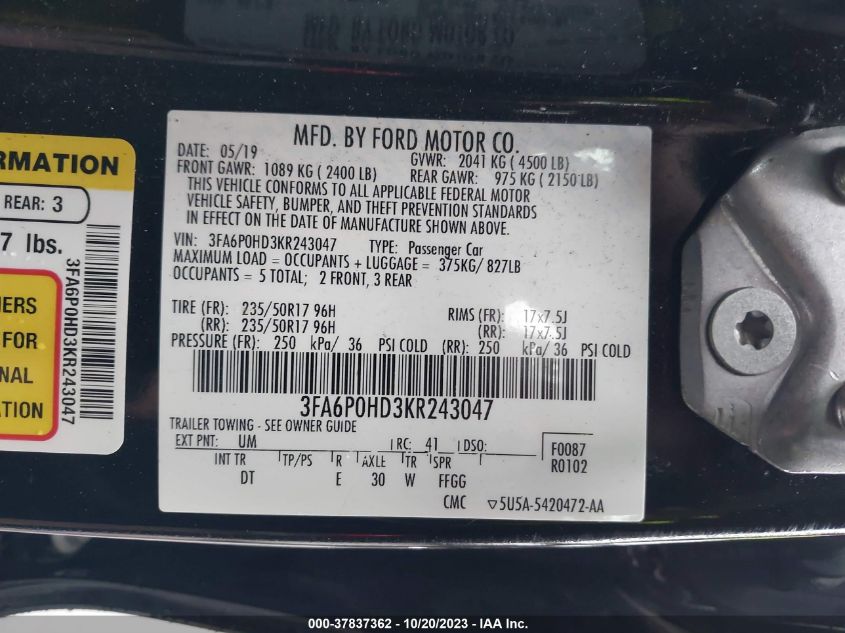 MFD. BY FORD MOTOR CO.
DATE: 05/19 GVWR: 2041 KG ( 4500 LB)
FRONT GAWR: 1089 KG ( 2400 LB) REAR GAWR: 975 KG ( 2150 LB)
THIS VEHICLE CONFORMS TO ALL APPLICABLE FEDERAL MOTOR
VEHICLE SAFETY, BUMPER, AND THEFT PREVENTION STANDARDS
IN EFFECT ON THE DATE OF MANUFACTURE SHOWN ABOVE.
VIN: 3FA6P0HD3KR243047 TYPE: Passenger Car
MAXIMUM LOAD = OCCUPANTS + LUGGAGE = 375KG/ 827LB
OCCUPANTS = 5 TOTAL; 2 FRONT, 3 REAR
TIRE (FR): 235/50R17 96H RIMS (FR): 17x7.5J
(RR): 235/50R17 96H (RR): 17x7.5J
PRESSURE (FR): 250 kPa/ 36 PSI COLD (RR): 250 kPa/ 36 PSI COLD
3FA6P0HD3KR243047
TRAILER TOWING - SEE OWNER GUIDE
EXT PNT: UM RC: 41 DSO: F0087
R0102
INT TR TP/PS R AXLE TR SPR
DT E 30 W FFGG
CMC ▽5U5A-5420472-AA
RMATION
REAR: 3
7 lbs.
NERS
FOR
NAL
ATION
3FA6P0HD3KR243047
000-37837362 - 10/20/2023 - IAA Inc.